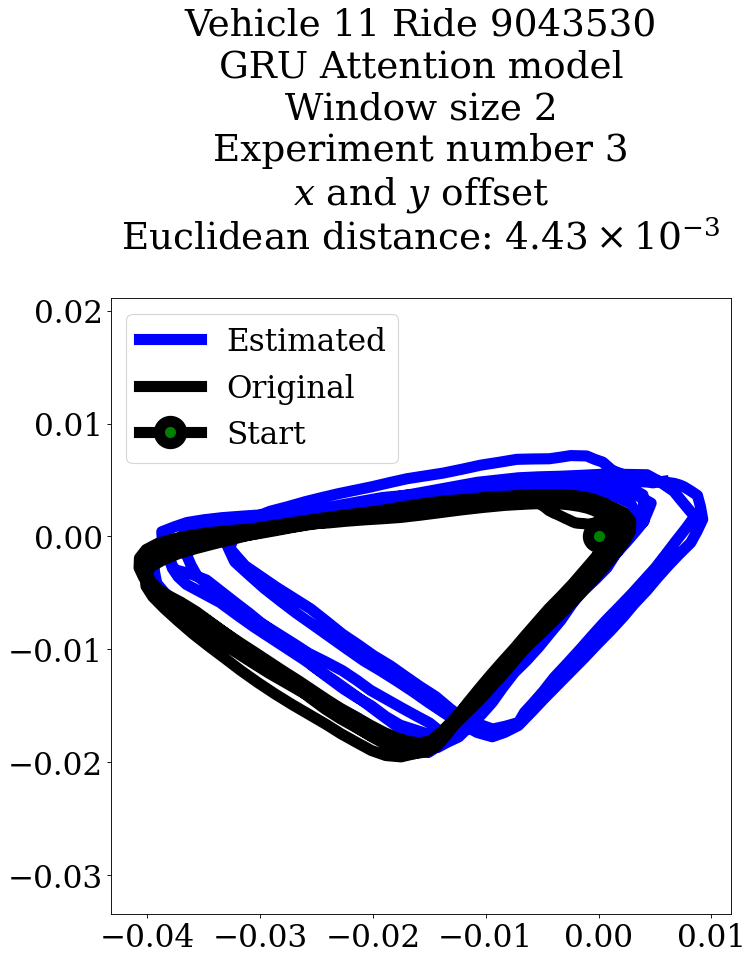 Vehicle 11 Ride 9043530
GRU Attention model
Window size 2
Experiment number 3
x and y offset
Euclidean distance: 4.43 × 10⁻³
Estimated
Original
Start
0.02
0.01
0.00
−0.01
−0.02
−0.03
−0.04 −0.03 −0.02 −0.01 0.00 0.01